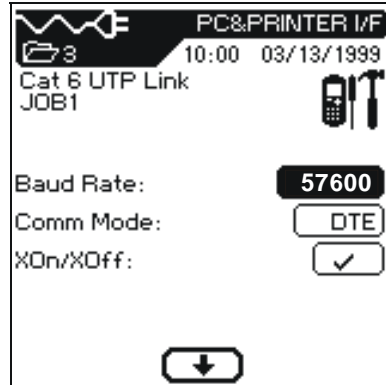 PC&PRINTER I/F
3 10:00 03/13/1999
Cat 6 UTP Link
JOB1
Baud Rate: 57600
Comm Mode: DTE
XOn/XOff: